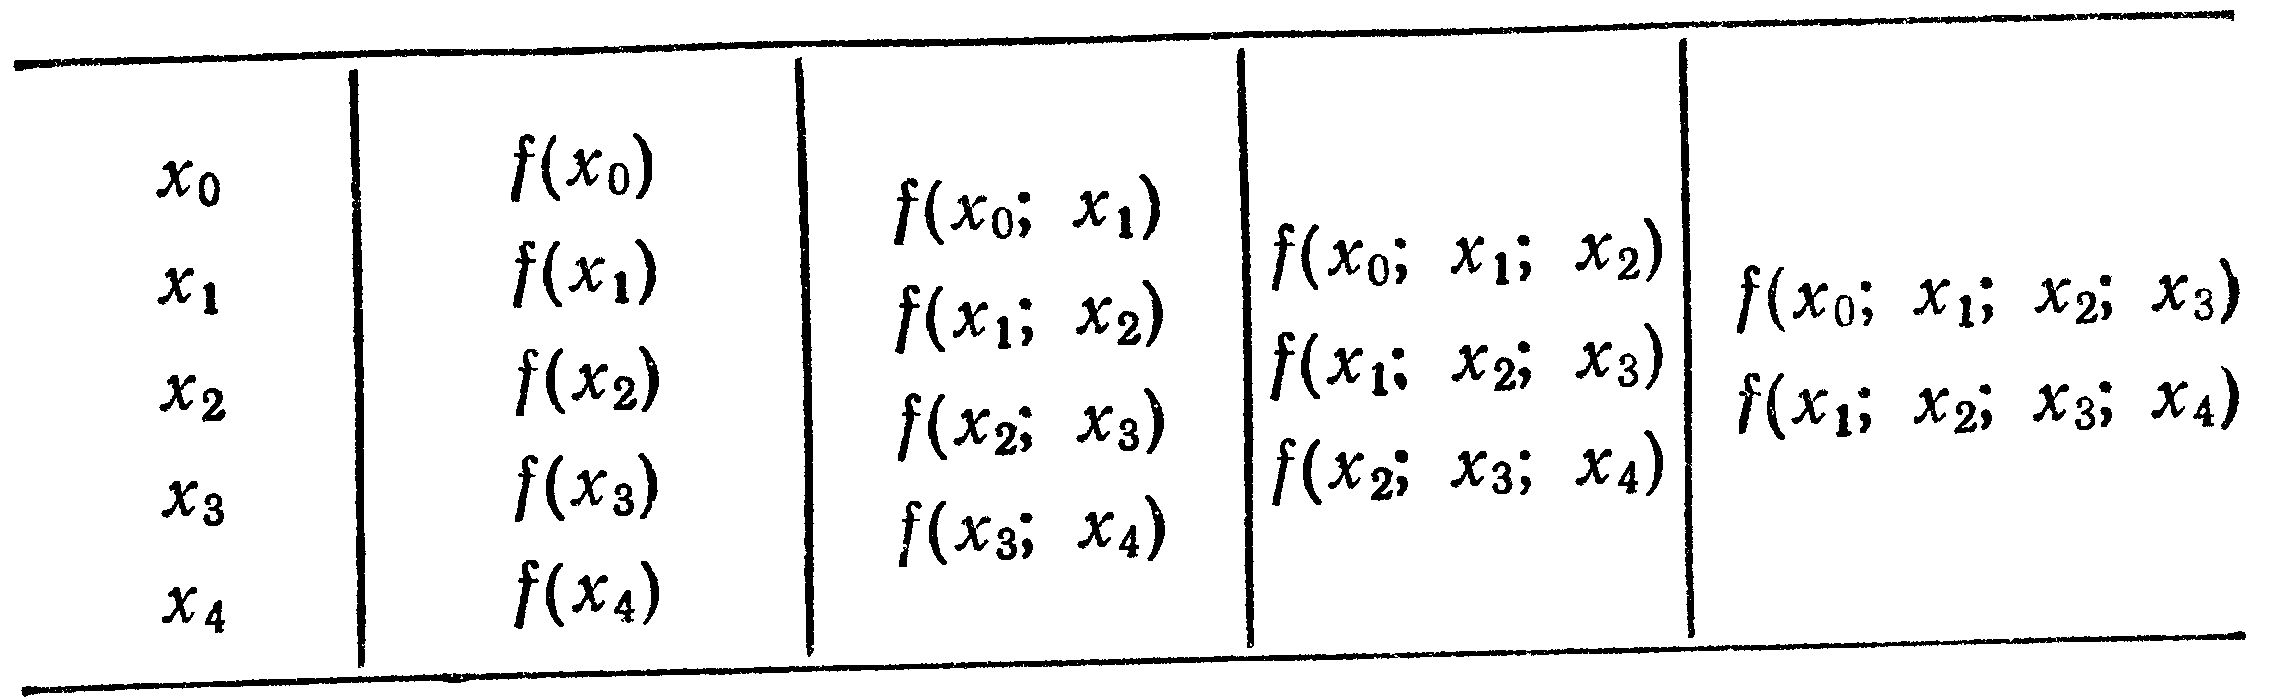 x₀ f(x₀)
f(x₀; x₁)
x₁ f(x₁) f(x₀; x₁; x₂)
f(x₁; x₂) f(x₀; x₁; x₂; x₃)
x₂ f(x₂) f(x₁; x₂; x₃)
f(x₂; x₃) f(x₁; x₂; x₃; x₄)
x₃ f(x₃) f(x₂; x₃; x₄)
f(x₃; x₄)
x₄ f(x₄)